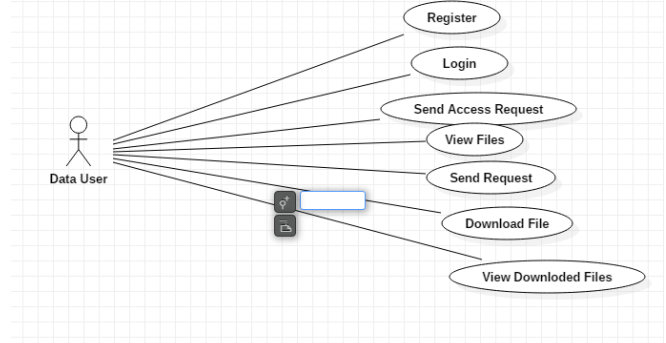 Register
Login
Send Access Request
View Files
Data User
Send Request
Download File
View Downloded Files